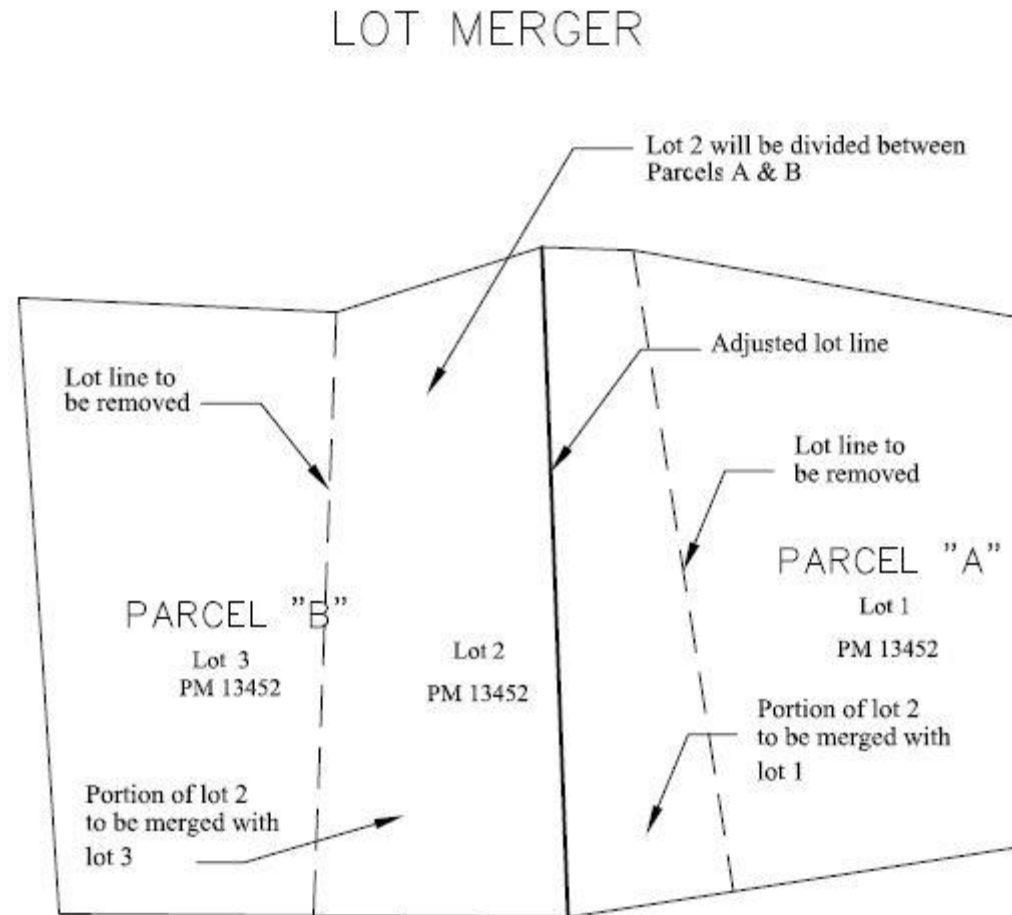 LOT MERGER
Lot 2 will be divided between
Parcels A & B
Adjusted lot line
Lot line to
be removed
Lot line to
be removed
PARCEL "A"
Lot 1
PM 13452
PARCEL "B"
Lot 3
PM 13452
Lot 2
PM 13452
Portion of lot 2
to be merged with
lot 1
Portion of lot 2
to be merged with
lot 3